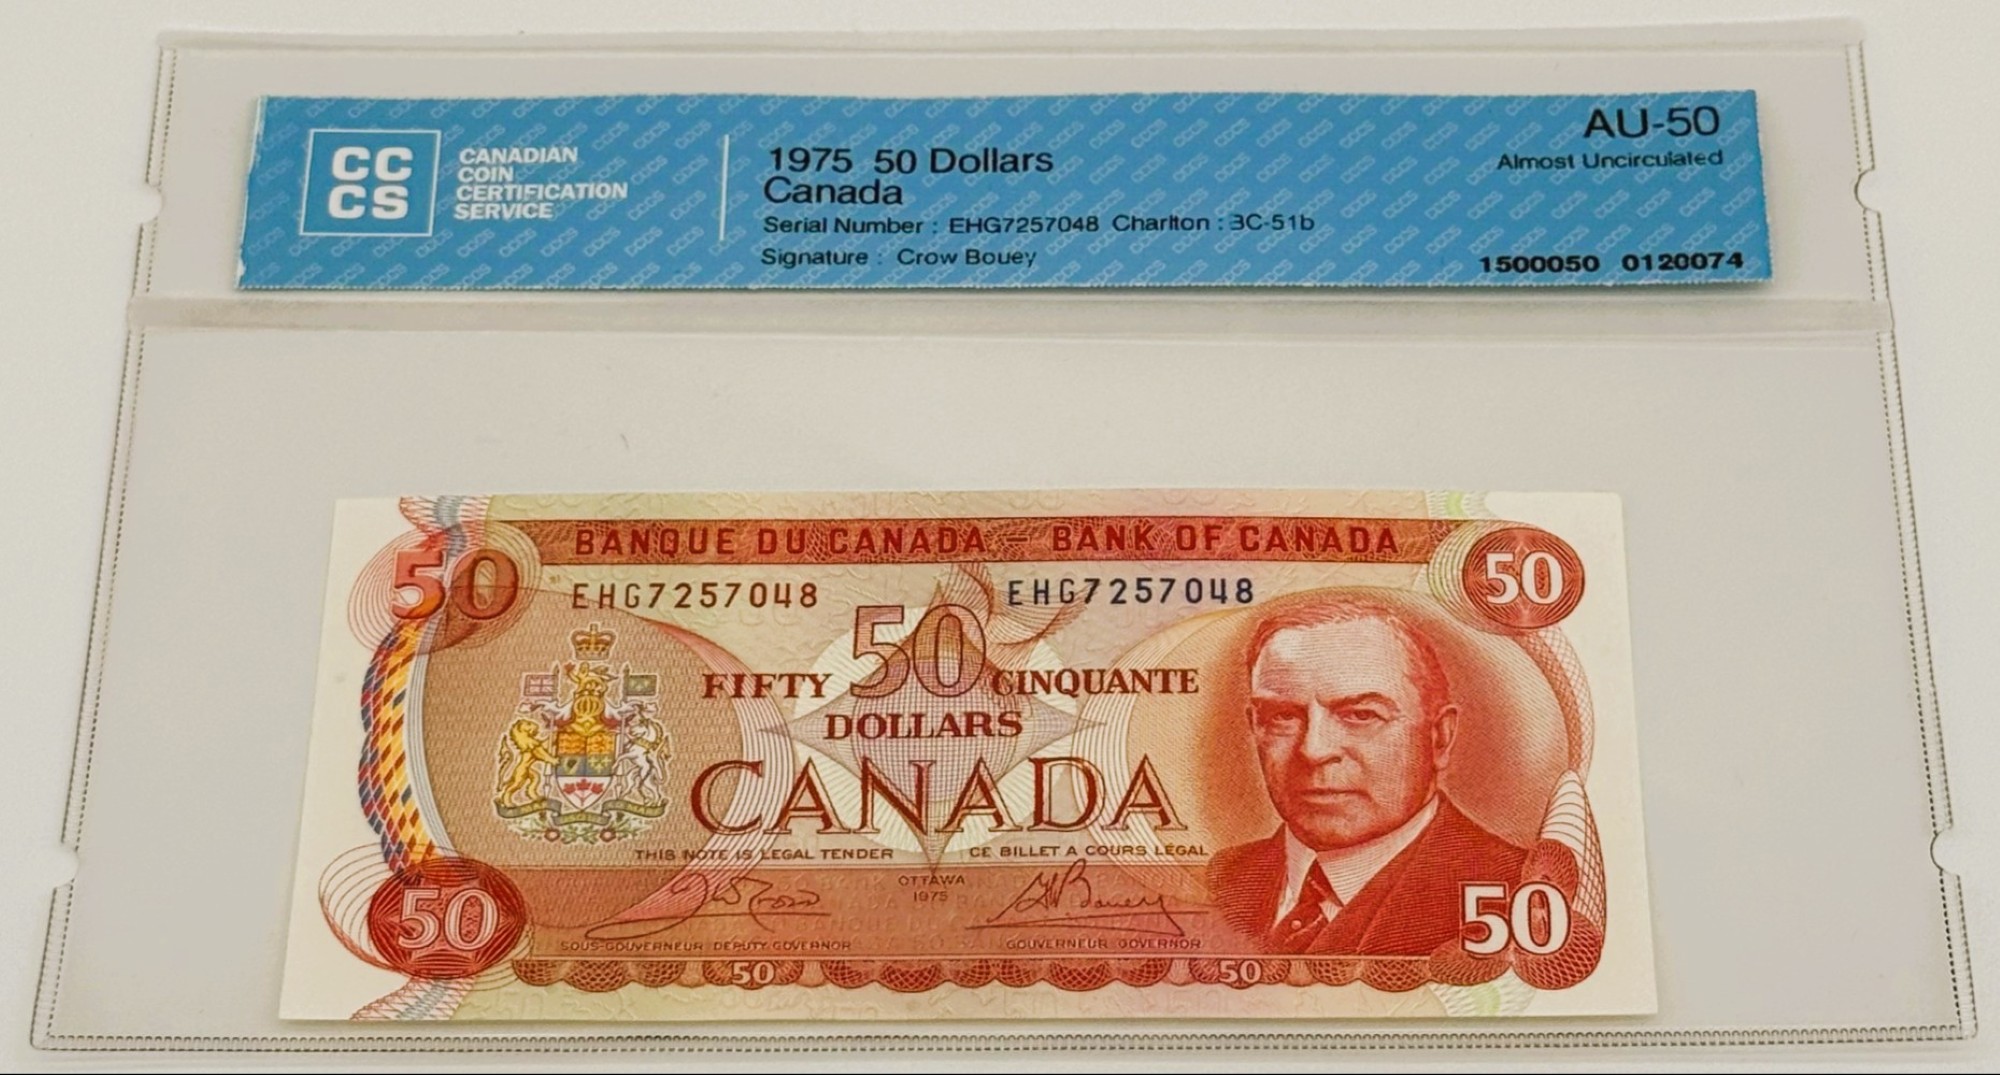 CC
CS
CANADIAN
COIN
CERTIFICATION
SERVICE
1975 50 Dollars
Canada
Serial Number : EHG7257048 Charlton : BC-51b
Signature : Crow Bouey
AU-50
Almost Uncirculated
1500050 0120074
BANQUE DU CANADA – BANK OF CANADA
50
50
EHG7257048
EHG7257048
50
FIFTY CINQUANTE
DOLLARS
CANADA
THIS NOTE IS LEGAL TENDER
CE BILLET A COURS LÉGAL
OTTAWA
1975
SOUS-GOUVERNEUR DEPUTY GOVERNOR
GOUVERNEUR GOVERNOR
50
50
50
50